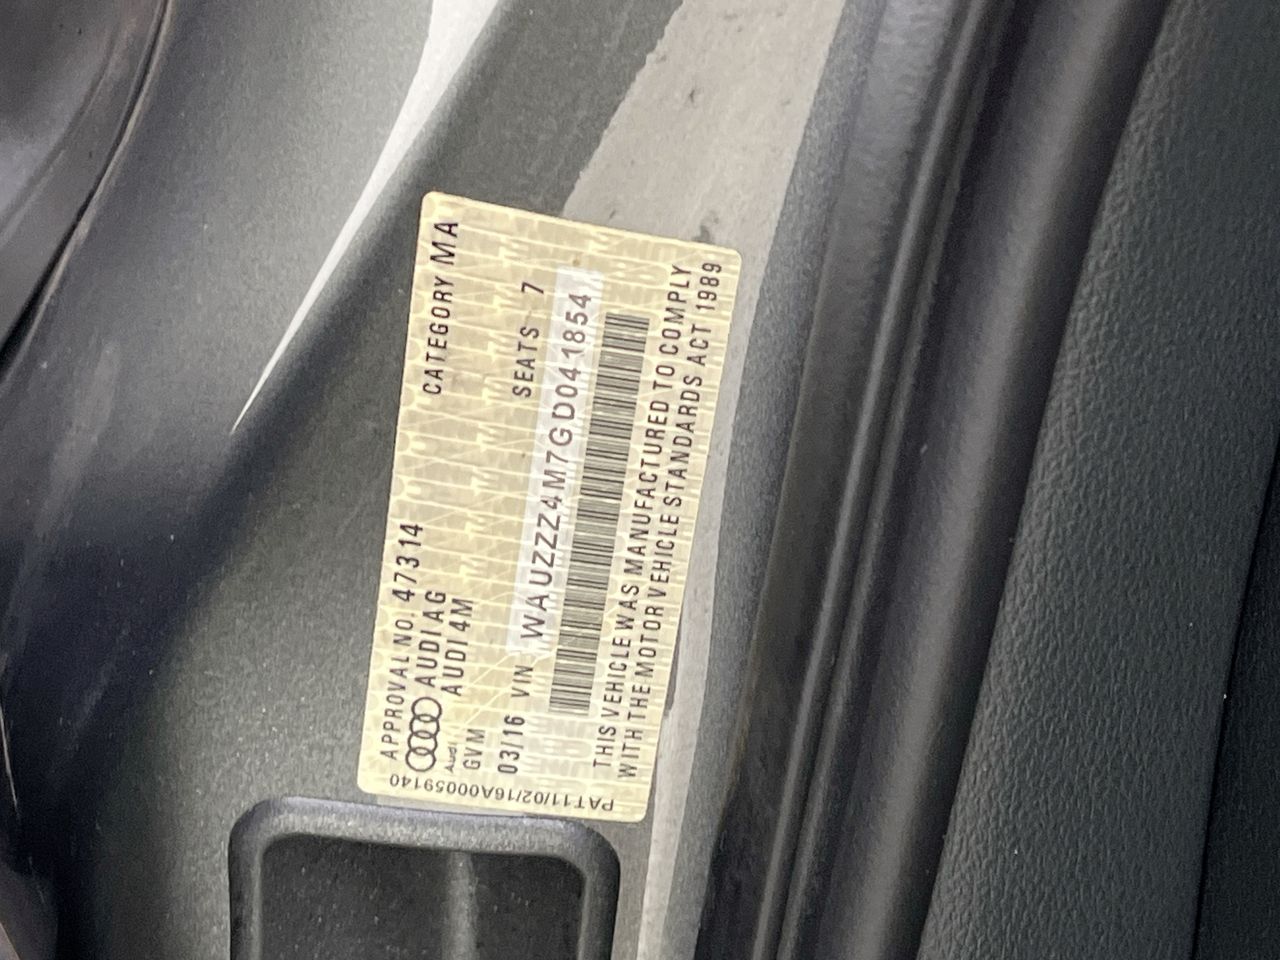 APPROVAL NO. 47314 CATEGORY MA
AUDI AG
Audi AUDI 4M
GVM SEATS 7
03/16 VIN WAUZZZ4M7GD041854
THIS VEHICLE WAS MANUFACTURED TO COMPLY
WITH THE MOTOR VEHICLE STANDARDS ACT 1989
PAT11/02/16A00059140